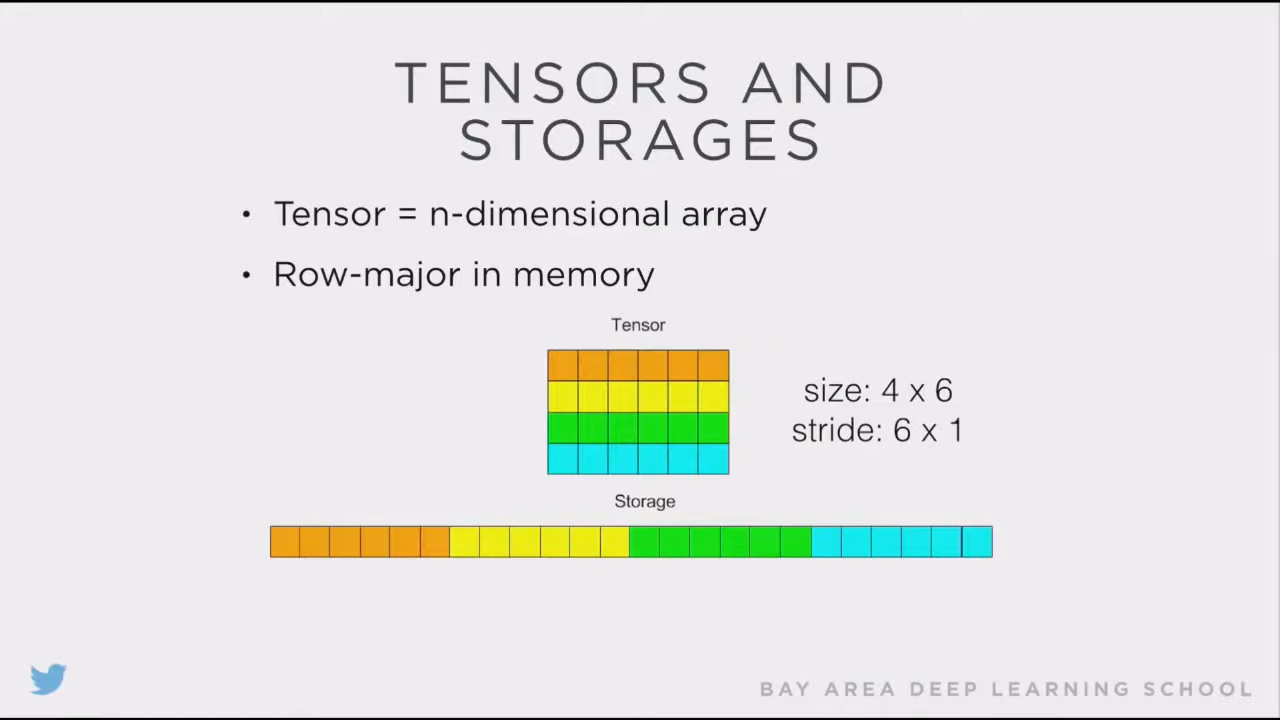 TENSORS AND
STORAGES
• Tensor = n-dimensional array
• Row-major in memory
Tensor
size: 4 x 6
stride: 6 x 1
Storage
BAY AREA DEEP LEARNING SCHOOL